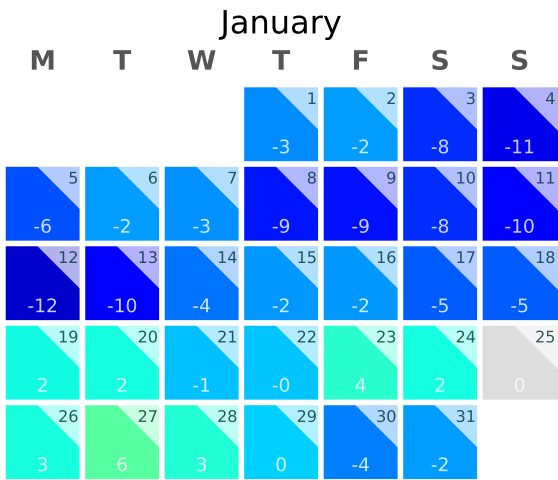 January
M T W T F S S
1 2 3 4
-3 -2 -8 -11
5 6 7 8 9 10 11
-6 -2 -3 -9 -9 -8 -10
12 13 14 15 16 17 18
-12 -10 -4 -2 -2 -5 -5
19 20 21 22 23 24 25
2 2 -1 -0 4 2 0
26 27 28 29 30 31
3 6 3 0 -4 -2